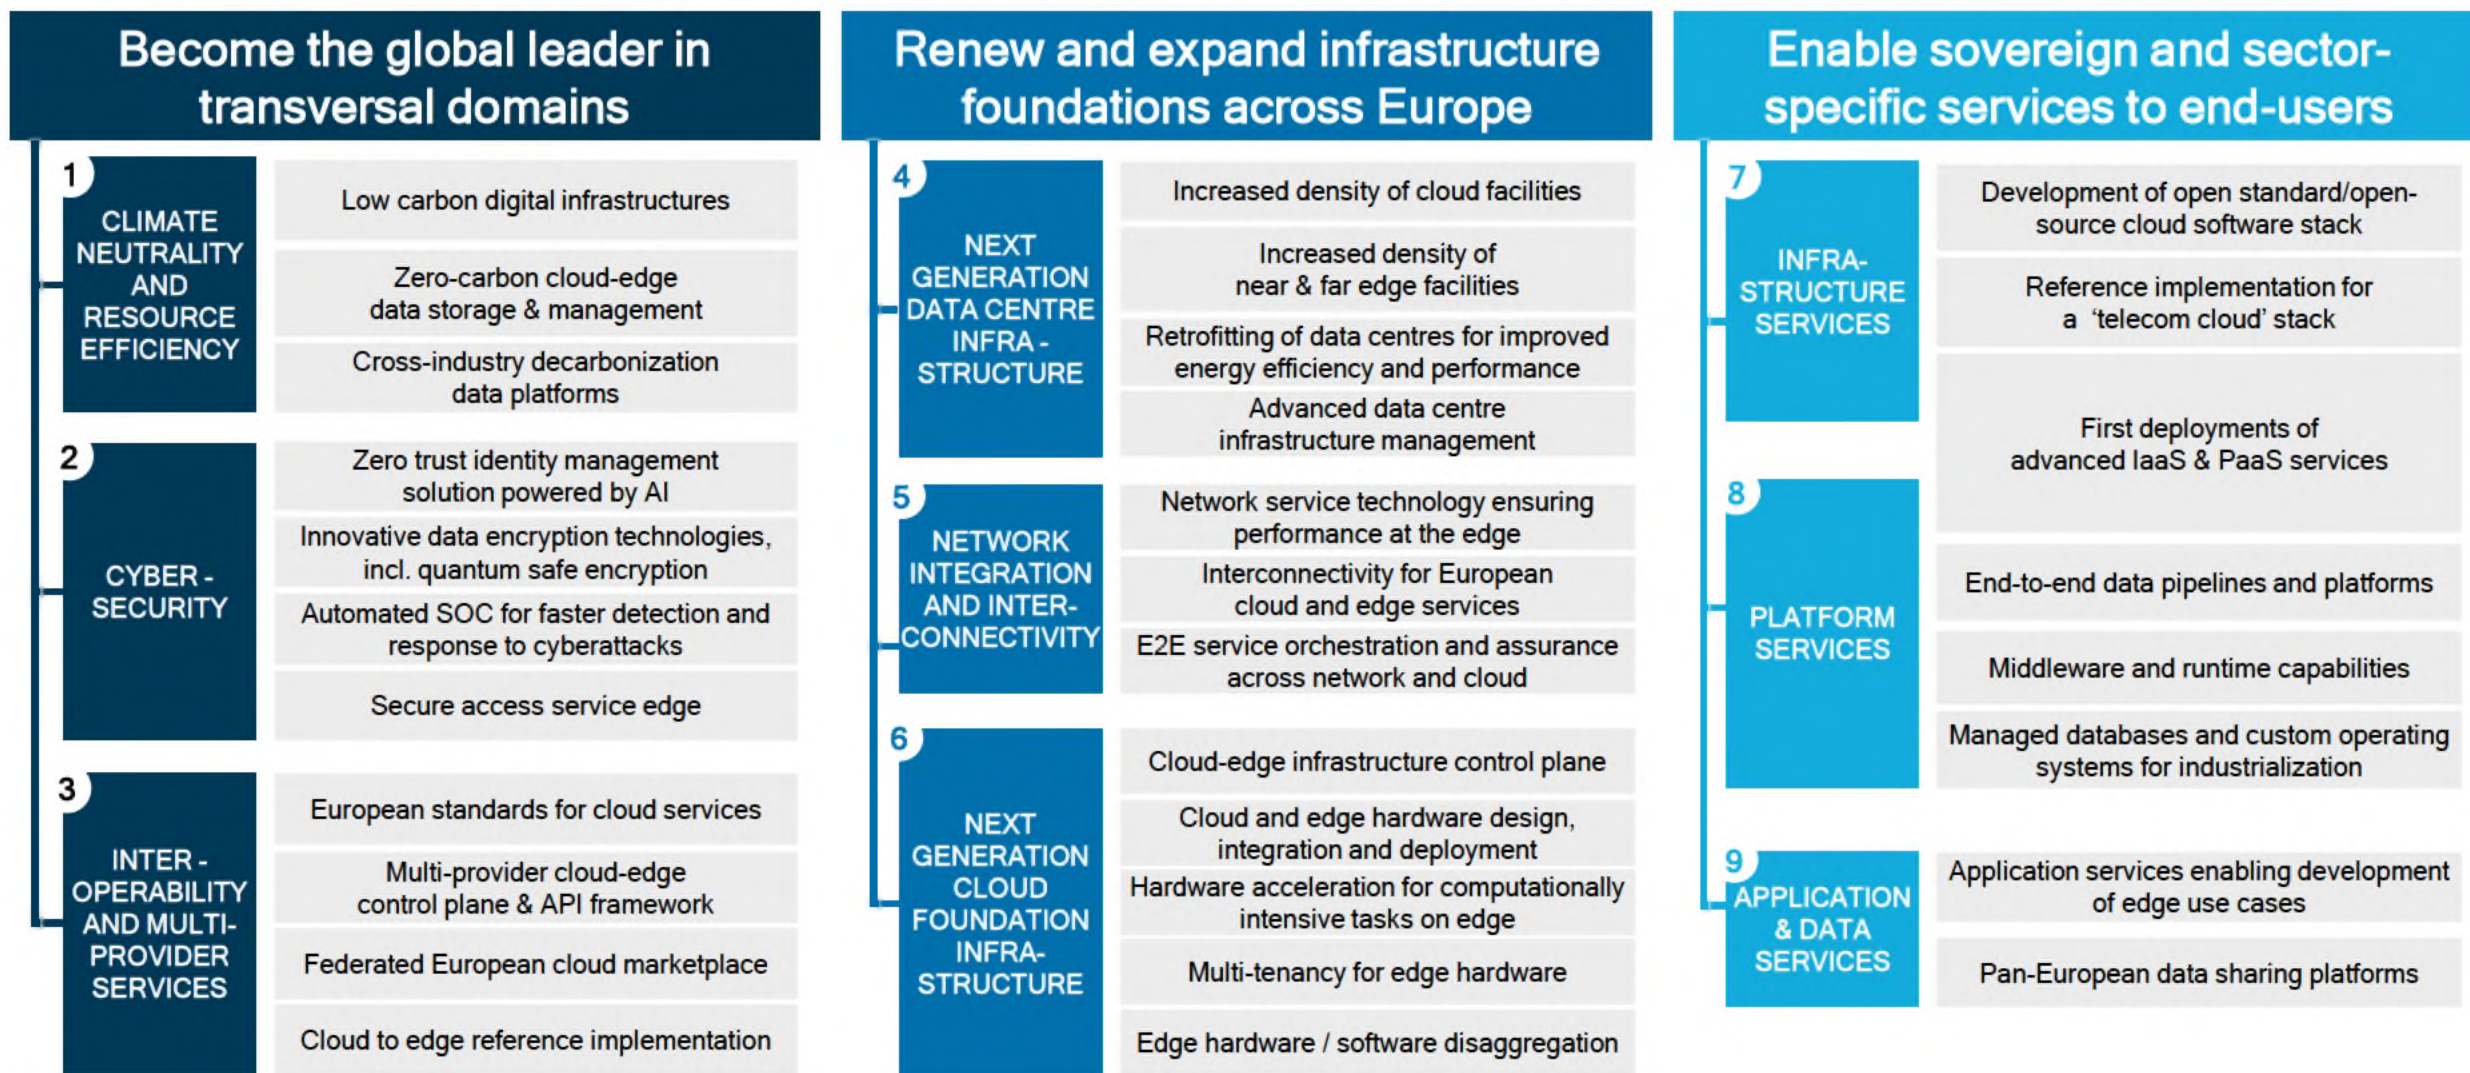 Become the global leader in
transversal domains
1
CLIMATE
NEUTRALITY
AND
RESOURCE
EFFICIENCY
Low carbon digital infrastructures
Zero-carbon cloud-edge
data storage & management
Cross-industry decarbonization
data platforms
2
CYBER -
SECURITY
Zero trust identity management
solution powered by AI
Innovative data encryption technologies,
incl. quantum safe encryption
Automated SOC for faster detection and
response to cyberattacks
Secure access service edge
3
INTER -
OPERABILITY
AND MULTI-
PROVIDER
SERVICES
European standards for cloud services
Multi-provider cloud-edge
control plane & API framework
Federated European cloud marketplace
Cloud to edge reference implementation
Renew and expand infrastructure
foundations across Europe
4
NEXT
GENERATION
DATA CENTRE
INFRA -
STRUCTURE
Increased density of cloud facilities
Increased density of
near & far edge facilities
Retrofitting of data centres for improved
energy efficiency and performance
Advanced data centre
infrastructure management
5
NETWORK
INTEGRATION
AND INTER-
CONNECTIVITY
Network service technology ensuring
performance at the edge
Interconnectivity for European
cloud and edge services
E2E service orchestration and assurance
across network and cloud
6
NEXT
GENERATION
CLOUD
FOUNDATION
INFRA-
STRUCTURE
Cloud-edge infrastructure control plane
Cloud and edge hardware design,
integration and deployment
Hardware acceleration for computationally
intensive tasks on edge
Multi-tenancy for edge hardware
Edge hardware / software disaggregation
Enable sovereign and sector-
specific services to end-users
7
INFRA-
STRUCTURE
SERVICES
Development of open standard/open-
source cloud software stack
Reference implementation for
a ‘telecom cloud’ stack
First deployments of
advanced IaaS & PaaS services
8
PLATFORM
SERVICES
End-to-end data pipelines and platforms
Middleware and runtime capabilities
Managed databases and custom operating
systems for industrialization
9
APPLICATION
& DATA
SERVICES
Application services enabling development
of edge use cases
Pan-European data sharing platforms